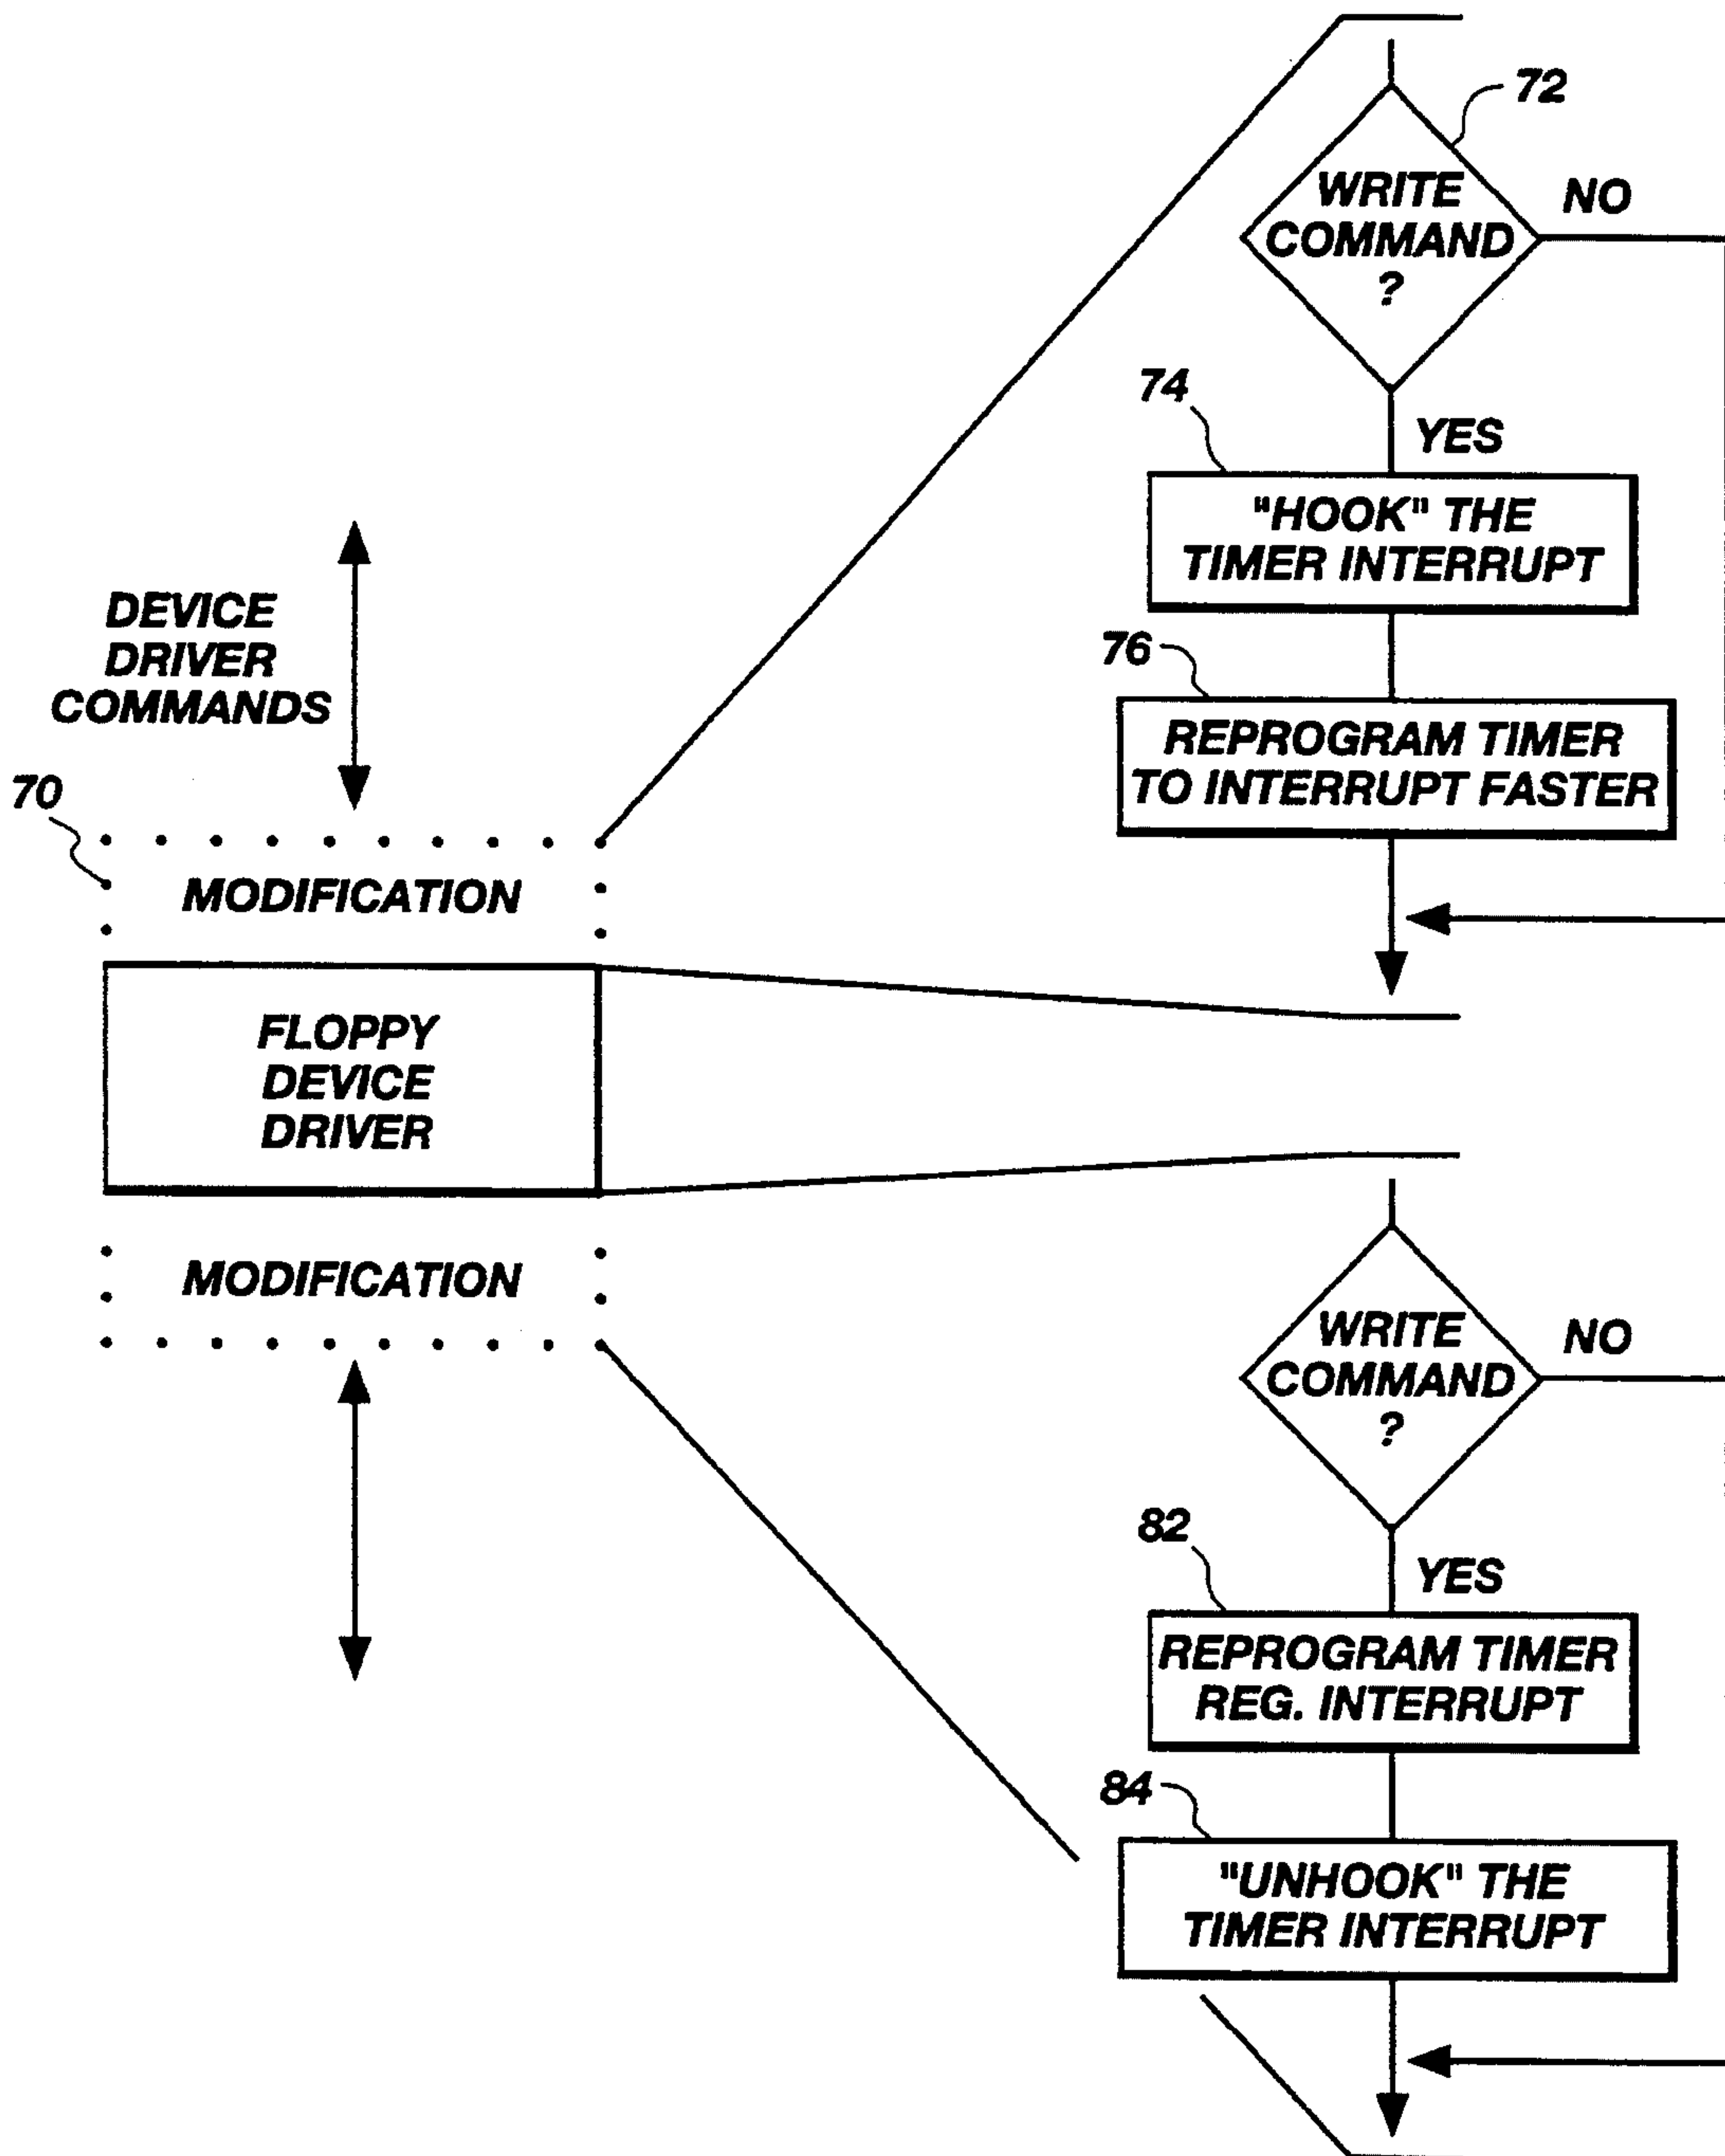 DEVICE
DRIVER
COMMANDS
70
MODIFICATION
FLOPPY
DEVICE
DRIVER
MODIFICATION
72
WRITE
COMMAND
?
NO
YES
74
"HOOK" THE
TIMER INTERRUPT
76
REPROGRAM TIMER
TO INTERRUPT FASTER
WRITE
COMMAND
?
NO
YES
82
REPROGRAM TIMER
REG. INTERRUPT
84
"UNHOOK" THE
TIMER INTERRUPT